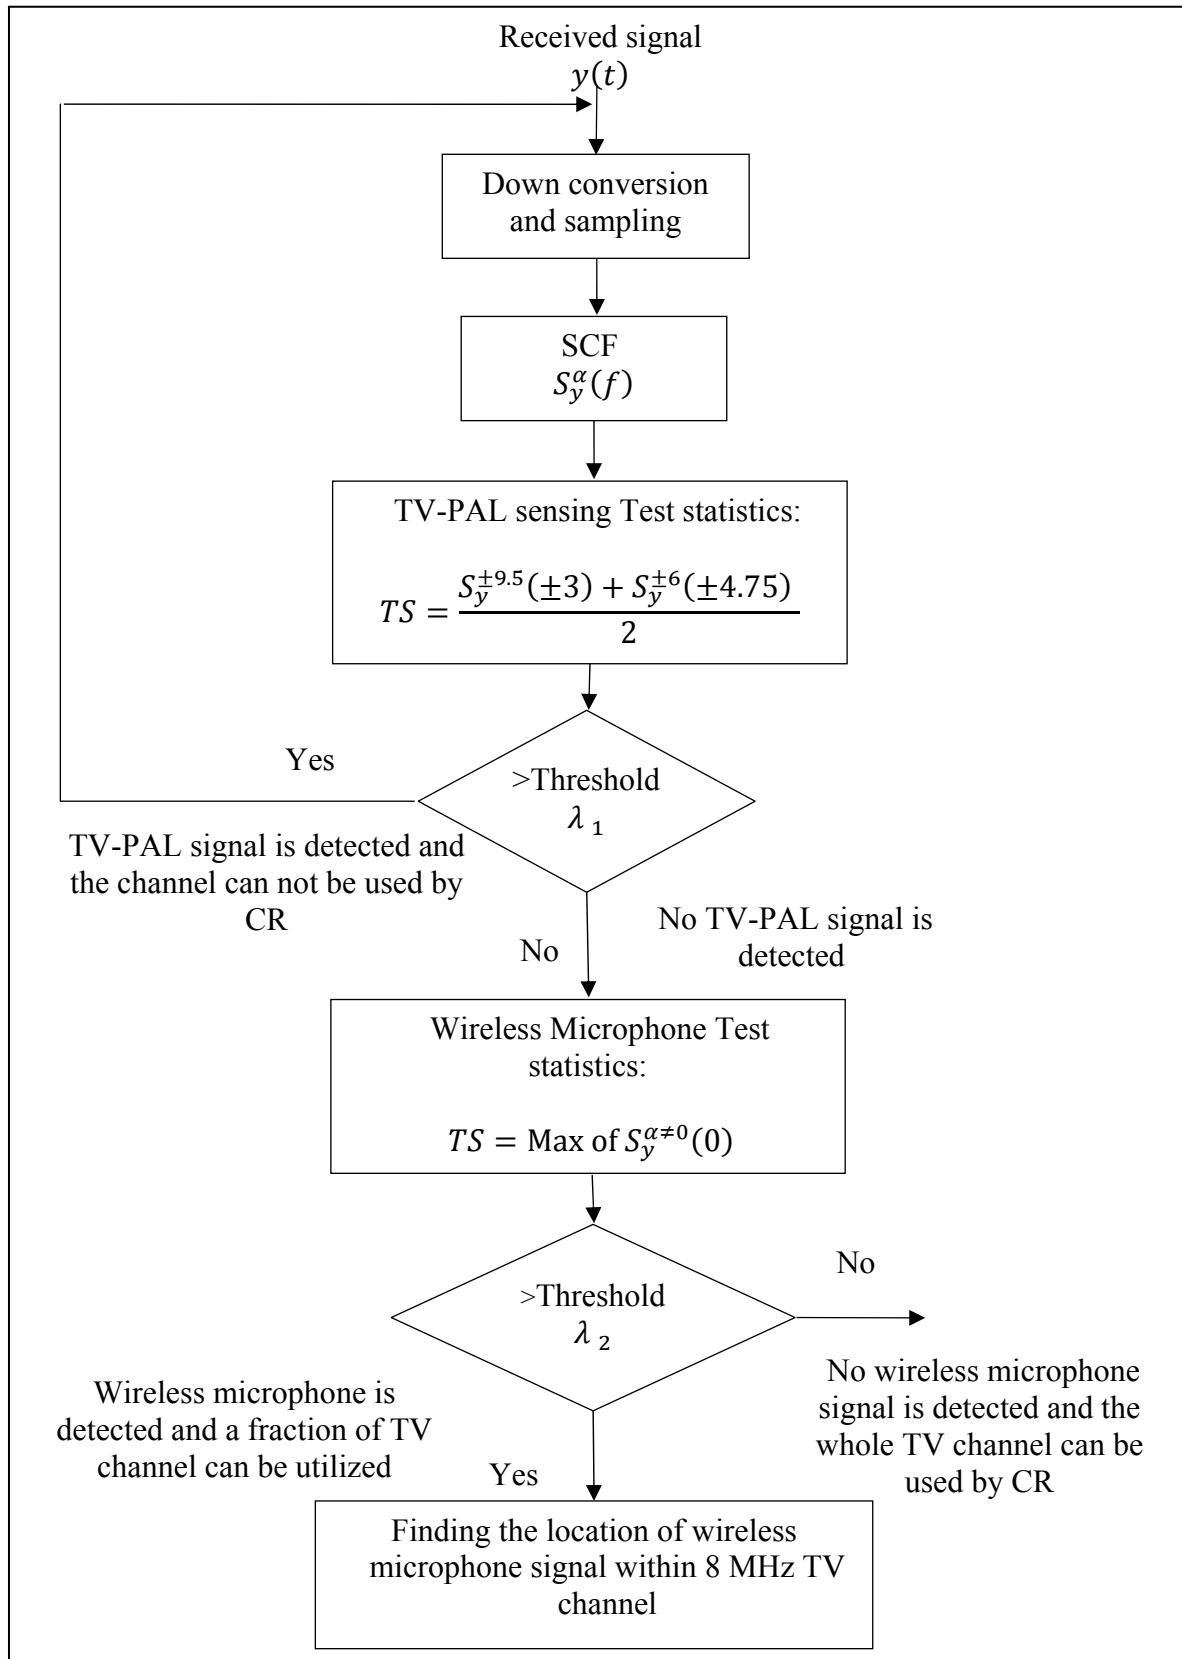 Received signal
y(t)
Down conversion
and sampling
SCF
S_y^α(f)
TV-PAL sensing Test statistics:
TS = (S_y^{±9.5}(±3) + S_y^{±6}(±4.75)) / 2
Yes
>Threshold
λ 1
TV-PAL signal is detected and
the channel can not be used by
CR
No
No TV-PAL signal is
detected
Wireless Microphone Test
statistics:
TS = Max of S_y^{α≠0}(0)
No
>Threshold
λ 2
Wireless microphone is
detected and a fraction of TV
channel can be utilized
No wireless microphone
signal is detected and the
whole TV channel can be
used by CR
Yes
Finding the location of wireless
microphone signal within 8 MHz TV
channel